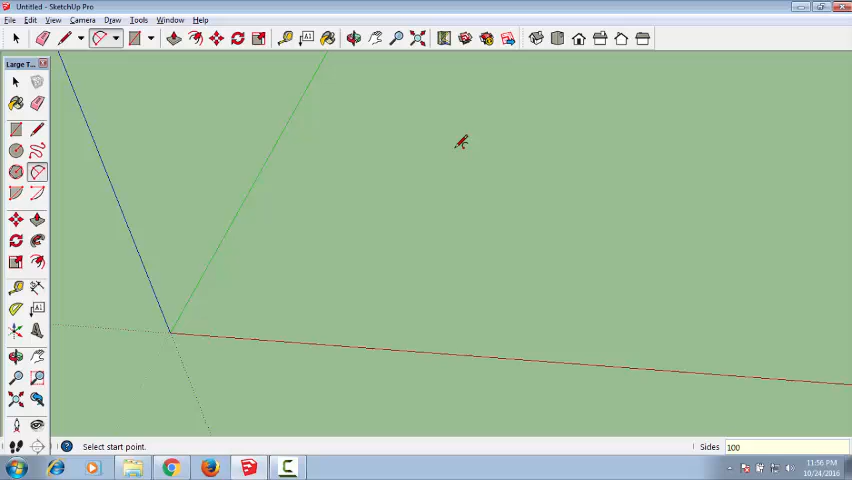 Untitled - SketchUp Pro
File Edit View Camera Draw Tools Window Help
Large T...
Select start point.
Sides 100
11:56 PM
10/24/2016